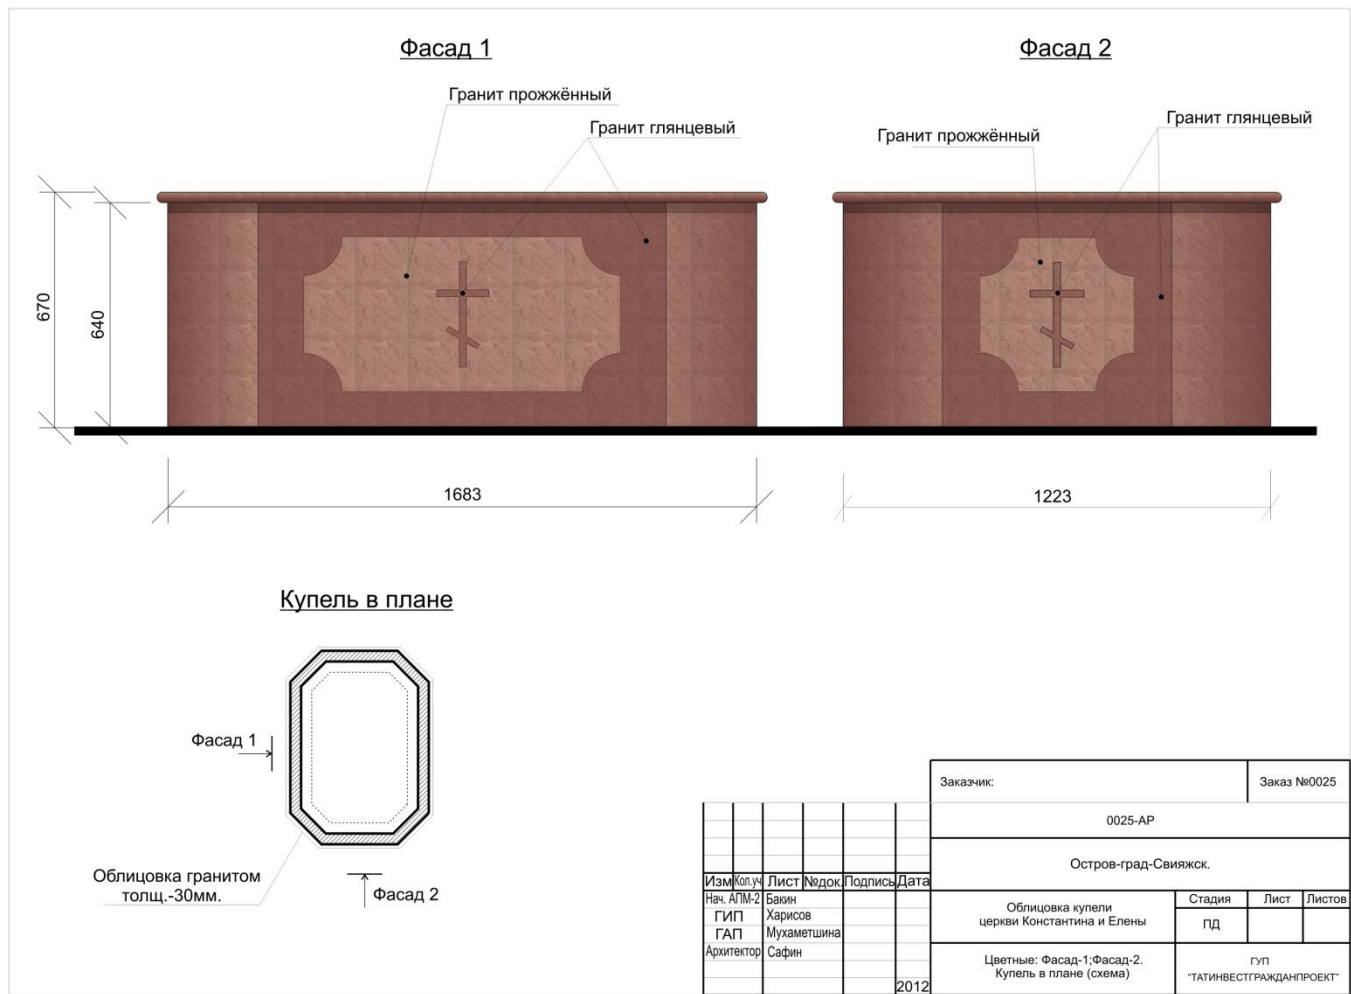 Фасад 1
Фасад 2
Гранит прожжённый
Гранит глянцевый
Гранит прожжённый
Гранит глянцевый
670
640
1683
1223
Купель в плане
Фасад 1
Облицовка гранитом
толщ.-30мм.
Фасад 2
Заказчик:
Заказ №0025
0025-АР
Остров-град-Свияжск.
Изм Кол.уч Лист №док. Подпись Дата
Нач. АПМ-2 Бакин
ГИП Харисов
ГАП Мухаметшина
Архитектор Сафин
2012
Облицовка купели
церкви Константина и Елены
Стадия Лист Листов
ПД
Цветные: Фасад-1;Фасад-2.
Купель в плане (схема)
ГУП
"ТАТИНВЕСТГРАЖДАНПРОЕКТ"